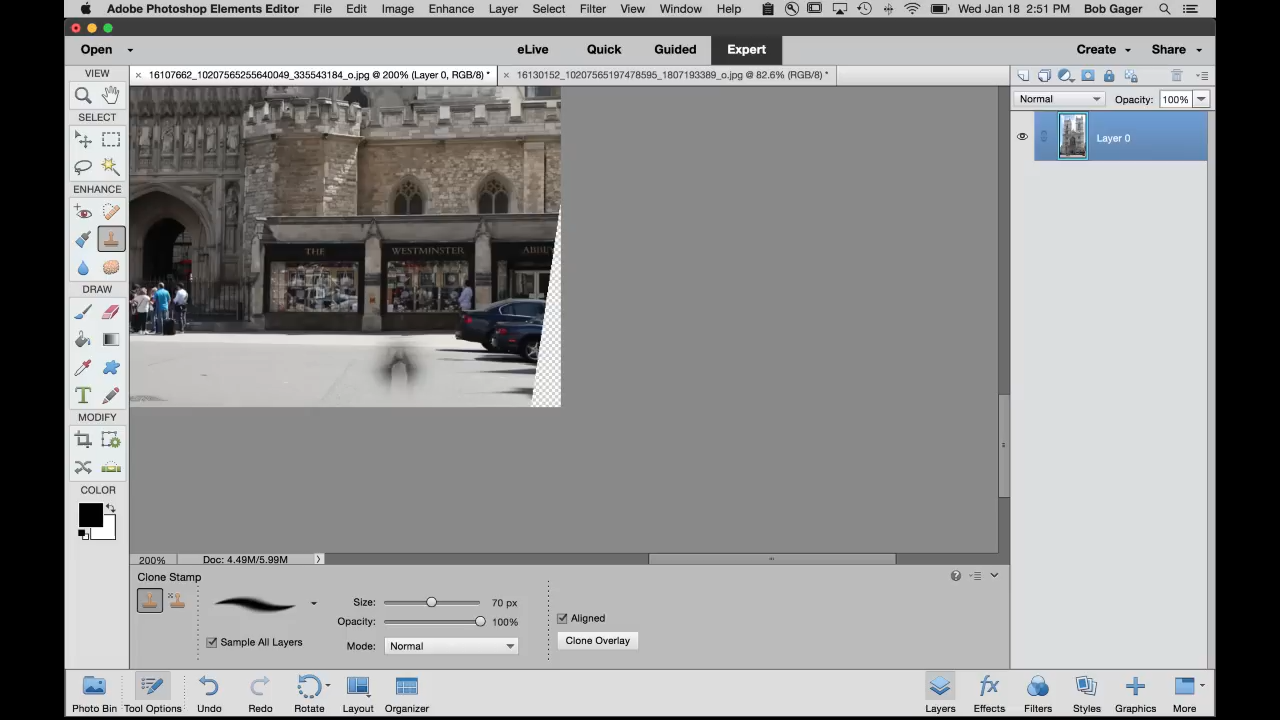 Adobe Photoshop Elements Editor File Edit Image Enhance Layer Select Filter View Window Help Wed Jan 18 2:51 PM Bob Gager
Open eLive Quick Guided Expert Create Share
VIEW
× 16107662_10207565255640049_335543184_o.jpg @ 200% (Layer 0, RGB/8) *
× 16130152_10207565197478595_1807193389_o.jpg @ 82.6% (RGB/8) *
Normal Opacity: 100%
SELECT
Layer 0
ENHANCE
THE WESTMINSTER ABBEY
DRAW
T
MODIFY
COLOR
200% Doc: 4.49M/5.99M
Clone Stamp
Size: 70 px
Opacity: 100%
Aligned
Sample All Layers
Mode: Normal
Clone Overlay
Photo Bin Tool Options Undo Redo Rotate Layout Organizer
fx
Layers Effects Filters Styles Graphics More